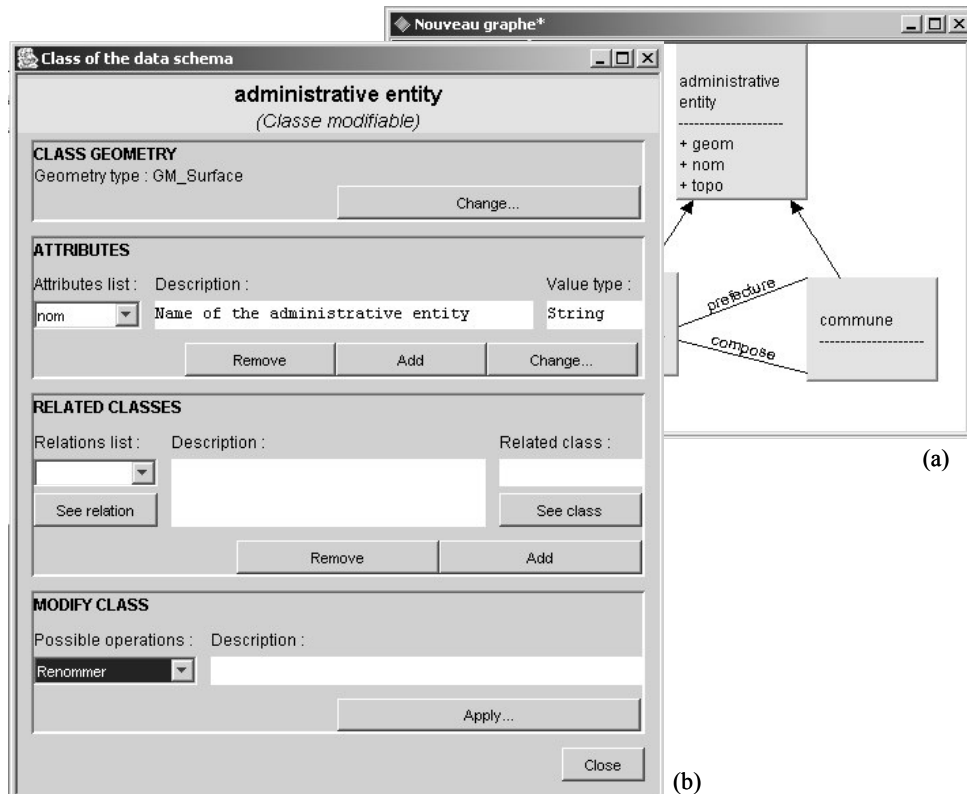 Nouveau graphe*
administrative
entity
--------------------
+ geom
+ nom
+ topo
prefecture
compose
commune
--------------------
(a)
Class of the data schema
administrative entity
(Classe modifiable)
CLASS GEOMETRY
Geometry type : GM_Surface
Change...
ATTRIBUTES
Attributes list : Description : Value type :
nom Name of the administrative entity String
Remove Add Change...
RELATED CLASSES
Relations list : Description : Related class :
See relation See class
Remove Add
MODIFY CLASS
Possible operations : Description :
Renommer
Apply...
Close
(b)